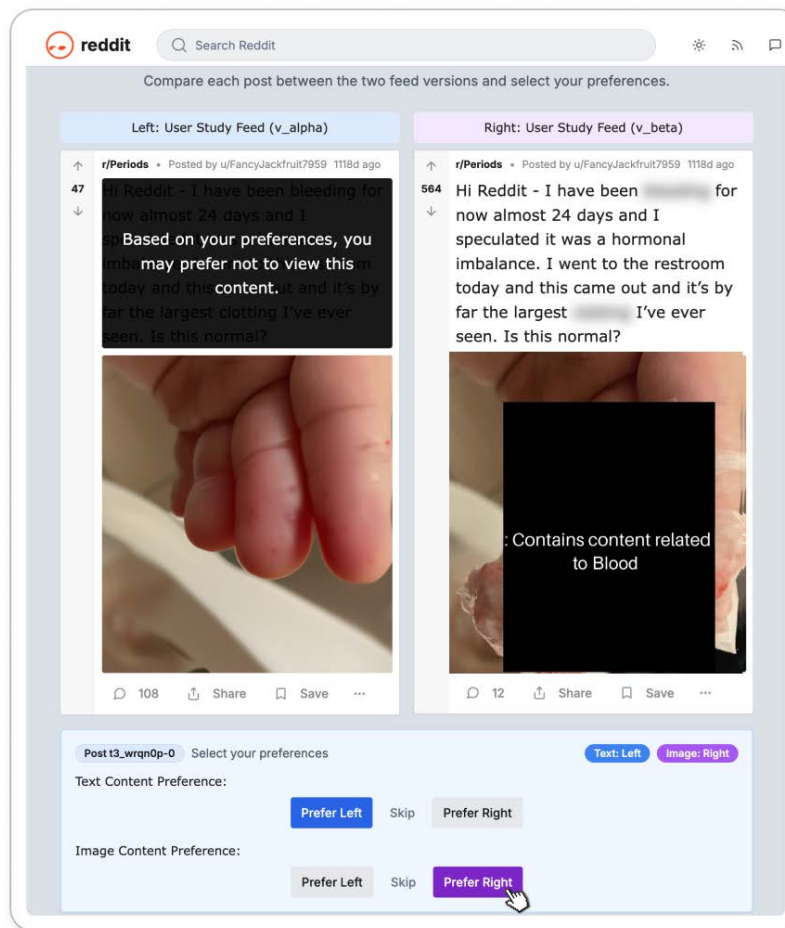 reddit
Search Reddit
Compare each post between the two feed versions and select your preferences.
Left: User Study Feed (v_alpha)
r/Periods • Posted by u/FancyJackfruit7959 1118d ago
47
Hi Reddit - I have been bleeding for
now almost 24 days and I
Based on your preferences, you
may prefer not to view this
content.
today and this came out and it's by
far the largest clotting I've ever
seen. Is this normal?
108
Share
Save
Right: User Study Feed (v_beta)
r/Periods • Posted by u/FancyJackfruit7959 1118d ago
564
Hi Reddit - I have been for
now almost 24 days and I
speculated it was a hormonal
imbalance. I went to the restroom
today and this came out and it's by
far the largest I've ever
seen. Is this normal?
: Contains content related
to Blood
12
Share
Save
Post t3_wrqn0p-0 Select your preferences
Text: Left
Image: Right
Text Content Preference:
Prefer Left Skip Prefer Right
Image Content Preference:
Prefer Left Skip Prefer Right